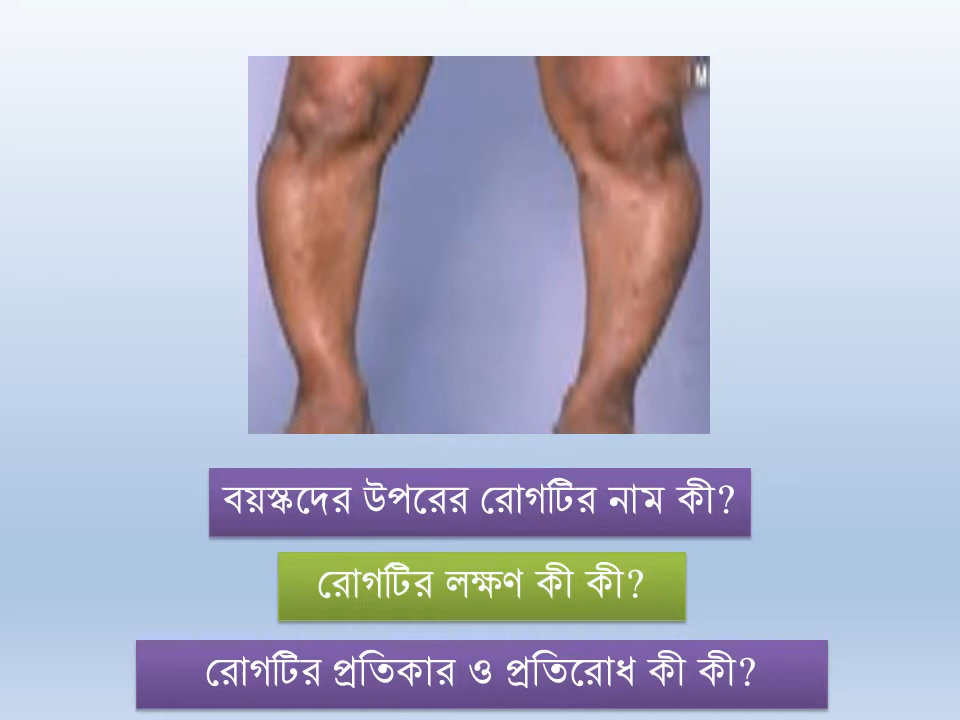 M
বয়স্কদের উপরের রোগটির নাম কী?
রোগটির লক্ষণ কী কী?
রোগটির প্রতিকার ও প্রতিরোধ কী কী?